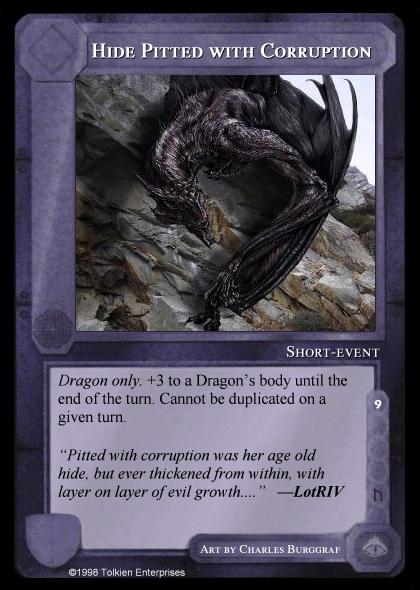 Hide Pitted with Corruption
Short-event
Dragon only. +3 to a Dragon's body until the
end of the turn. Cannot be duplicated on a
given turn.
9
“Pitted with corruption was her age old
hide, but ever thickened from within, with
layer on layer of evil growth....” —LotRIV
Art by Charles Burggraf
©1998 Tolkien Enterprises